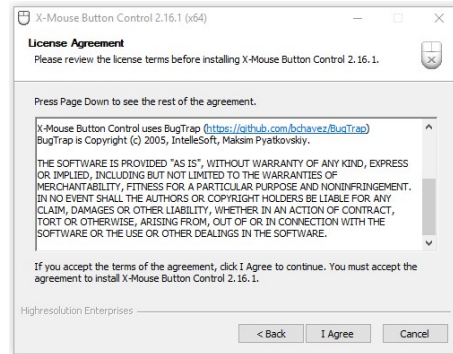 X-Mouse Button Control 2.16.1 (x64)
License Agreement
Please review the license terms before installing X-Mouse Button Control 2.16.1.
Press Page Down to see the rest of the agreement.
X-Mouse Button Control uses BugTrap (https://github.com/bchavez/BugTrap)
BugTrap is Copyright (c) 2005, IntelleSoft, Maksim Pyatkovskiy.
THE SOFTWARE IS PROVIDED "AS IS", WITHOUT WARRANTY OF ANY KIND, EXPRESS
OR IMPLIED, INCLUDING BUT NOT LIMITED TO THE WARRANTIES OF
MERCHANTABILITY, FITNESS FOR A PARTICULAR PURPOSE AND NONINFRINGEMENT.
IN NO EVENT SHALL THE AUTHORS OR COPYRIGHT HOLDERS BE LIABLE FOR ANY
CLAIM, DAMAGES OR OTHER LIABILITY, WHETHER IN AN ACTION OF CONTRACT,
TORT OR OTHERWISE, ARISING FROM, OUT OF OR IN CONNECTION WITH THE
SOFTWARE OR THE USE OR OTHER DEALINGS IN THE SOFTWARE.
If you accept the terms of the agreement, click I Agree to continue. You must accept the
agreement to install X-Mouse Button Control 2.16.1.
Highresolution Enterprises
< Back I Agree Cancel